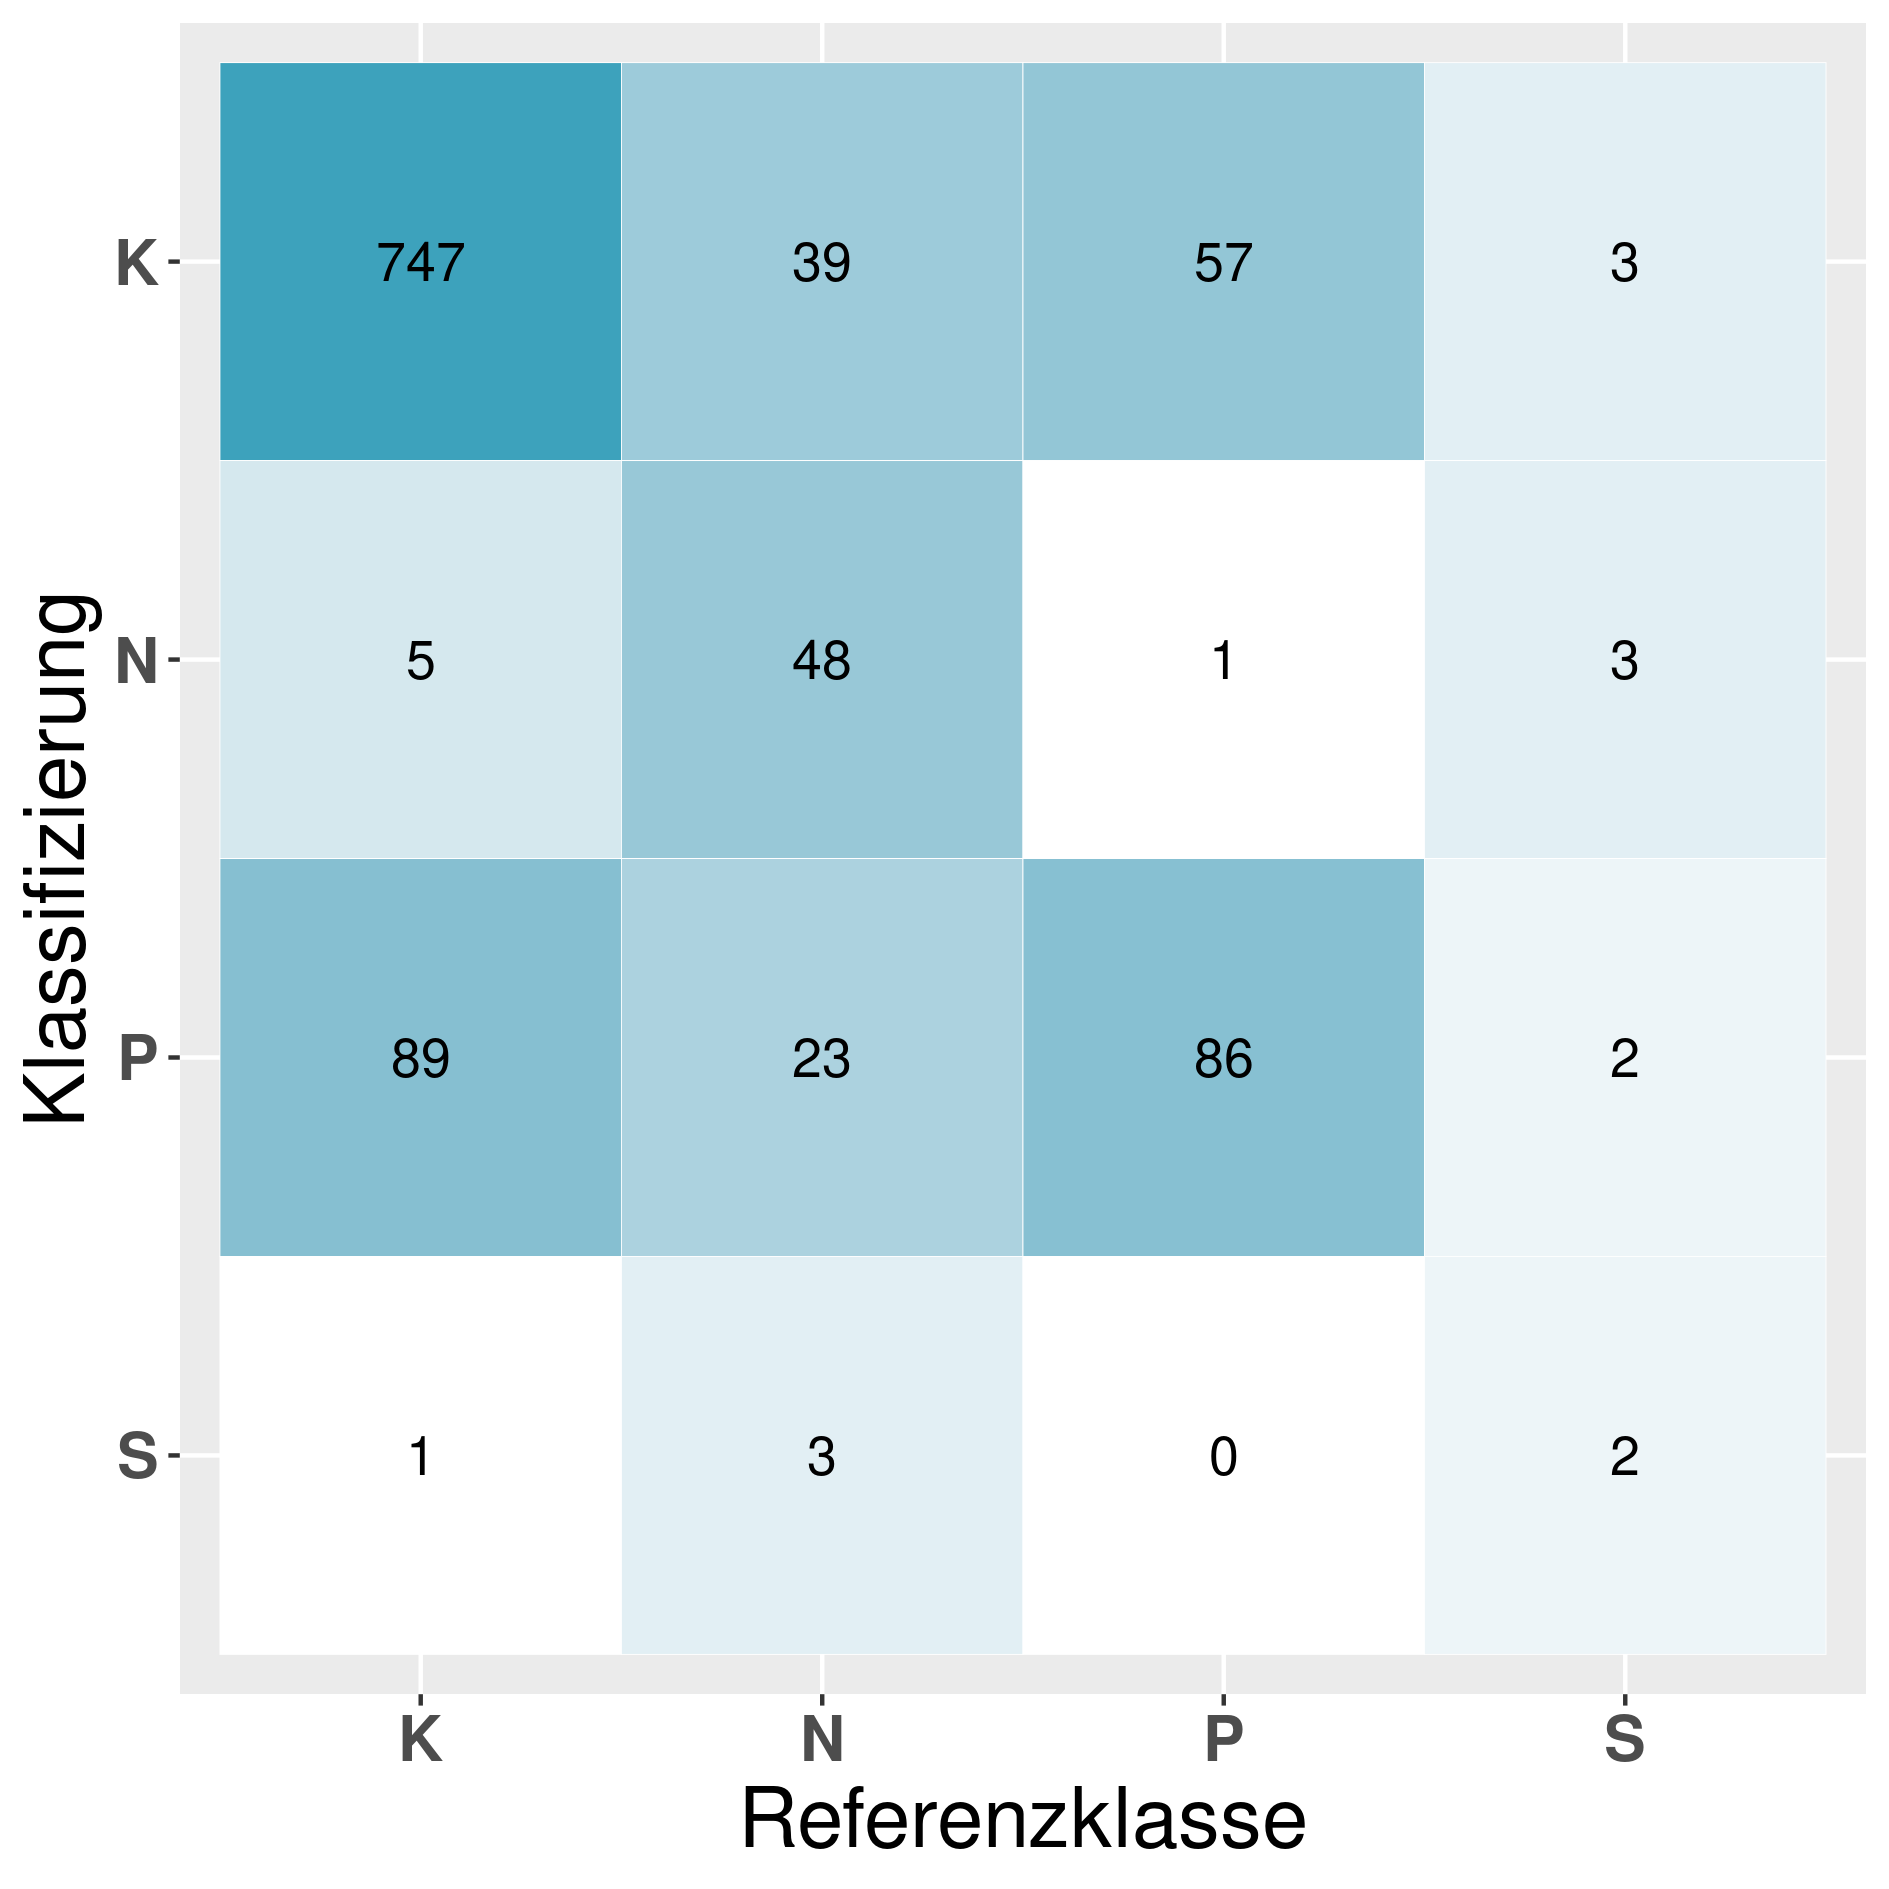 Klassifizierung
K 747 39 57 3
N 5 48 1 3
P 89 23 86 2
S 1 3 0 2
K N P S
Referenzklasse